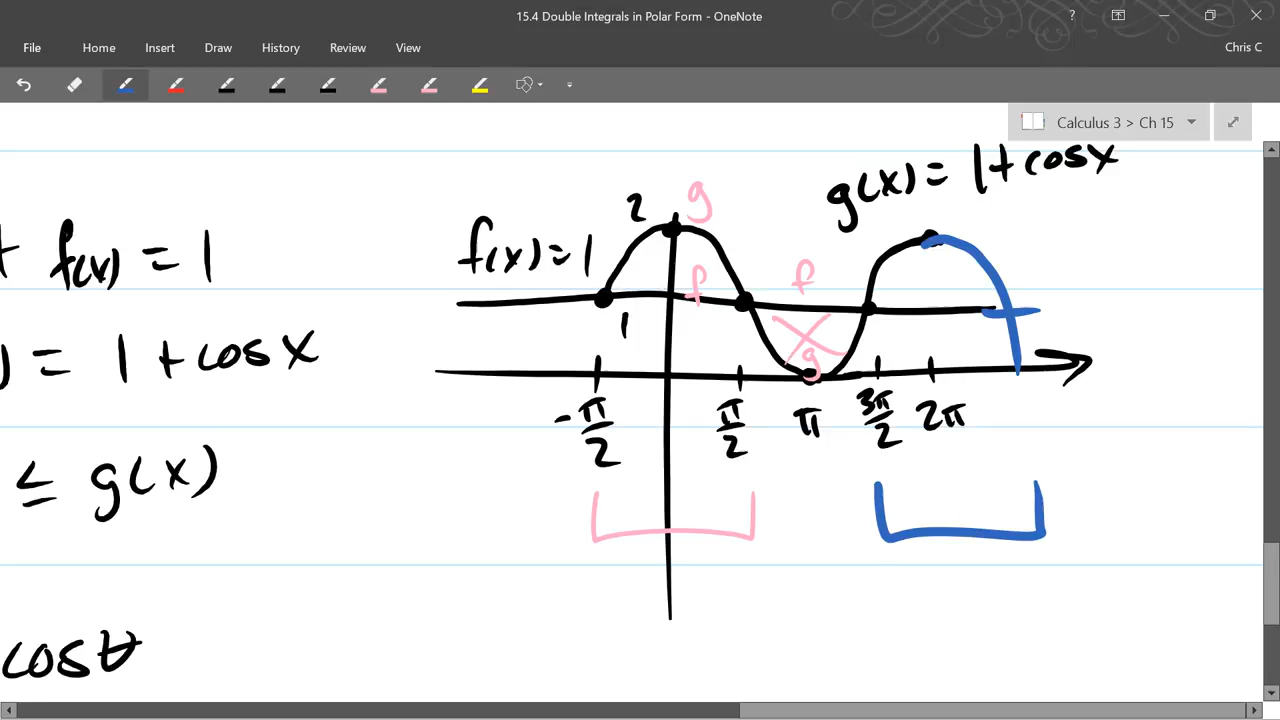 15.4 Double Integrals in Polar Form - OneNote
File Home Insert Draw History Review View Chris C
Calculus 3 > Ch 15
g(x) = 1 + cos x
2 g
f(x) = 1
f(x) = 1
f f
1
) = 1 + cos x
g
-π/2 π/2 π 3π/2 2π
≤ g(x)
cos θ